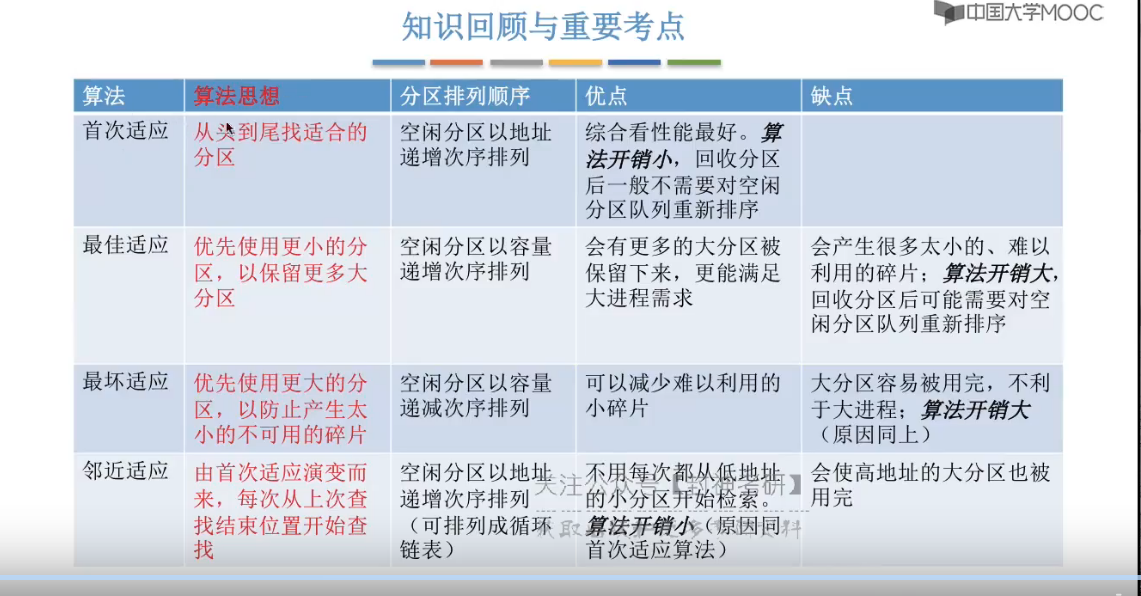 中国大学MOOC
知识回顾与重要考点
算法
算法思想
分区排列顺序
优点
缺点
首次适应
从头到尾找适合的
分区
空闲分区以地址
递增次序排列
综合看性能最好。算
法开销小，回收分区
后一般不需要对空闲
分区队列重新排序
最佳适应
优先使用更小的分
区，以保留更多大
分区
空闲分区以容量
递增次序排列
会有更多的大分区被
保留下来，更能满足
大进程需求
会产生很多太小的、难以
利用的碎片；算法开销大，
回收分区后可能需要对空
闲分区队列重新排序
最坏适应
优先使用更大的分
区，以防止产生太
小的不可用的碎片
空闲分区以容量
递减次序排列
可以减少难以利用的
小碎片
大分区容易被用完，不利
于大进程；算法开销大
（原因同上）
邻近适应
由首次适应演变而
来，每次从上次查
找结束位置开始查
找
空闲分区以地址
递增次序排列
（可排列成循环
链表）
不用每次都从低地址
的小分区开始检索。
算法开销小（原因同
首次适应算法）
会使高地址的大分区也被
用完